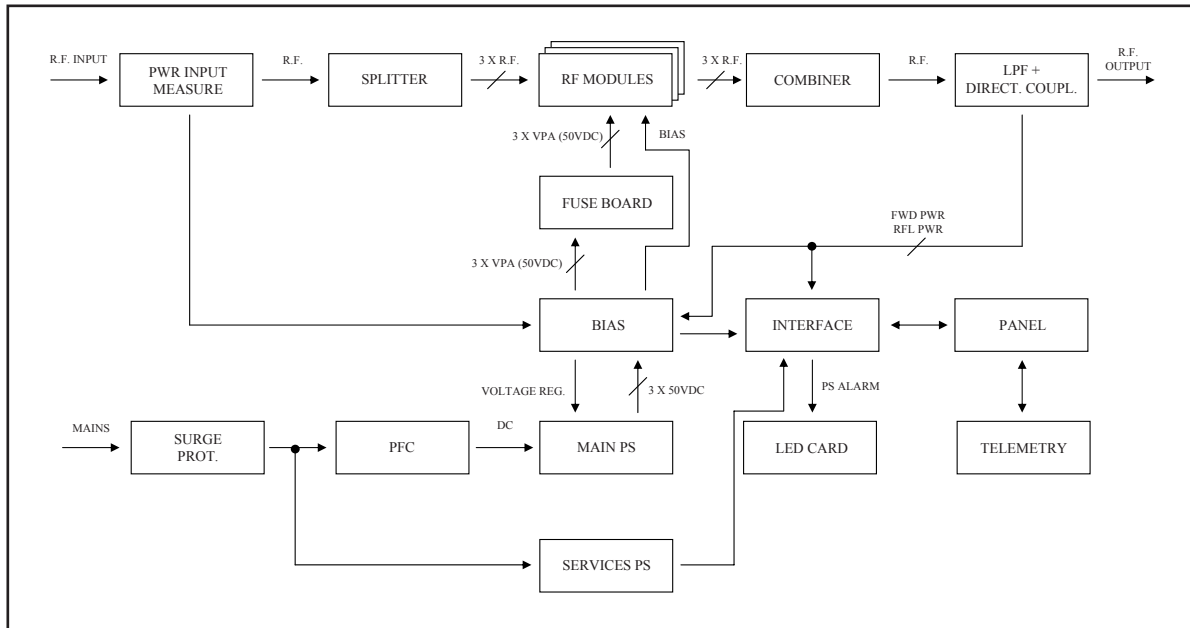 R.F. INPUT
PWR INPUT
MEASURE
R.F.
SPLITTER
3 X R.F.
RF MODULES
3 X R.F.
COMBINER
R.F.
LPF +
DIRECT. COUPL.
R.F.
OUTPUT
3 X VPA (50VDC)
BIAS
FUSE BOARD
FWD PWR
RFL PWR
3 X VPA (50VDC)
BIAS
INTERFACE
PANEL
VOLTAGE REG.
3 X 50VDC
PS ALARM
MAINS
SURGE
PROT.
PFC
DC
MAIN PS
LED CARD
TELEMETRY
SERVICES PS